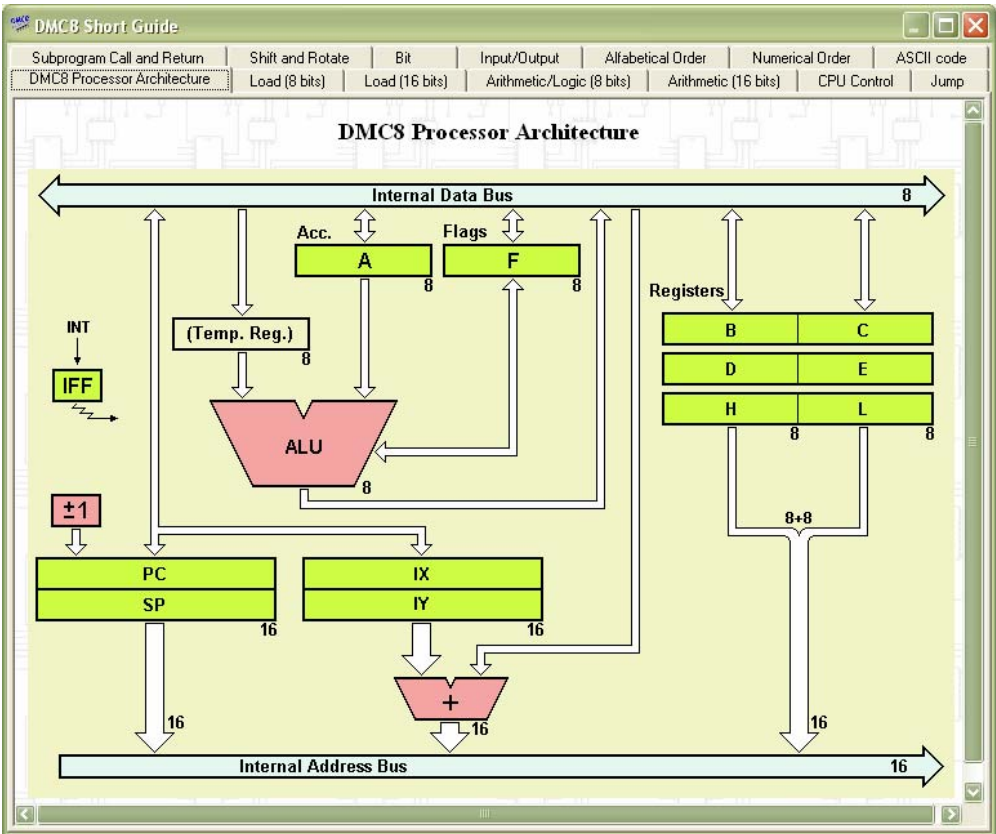 DMC8 DMC8 Short Guide
Subprogram Call and Return Shift and Rotate Bit Input/Output Alfabetical Order Numerical Order ASCII code
DMC8 Processor Architecture Load (8 bits) Load (16 bits) Arithmetic/Logic (8 bits) Arithmetic (16 bits) CPU Control Jump
DMC8 Processor Architecture
Internal Data Bus 8
Acc. Flags
A F
8 8
Registers
INT (Temp. Reg.) B C
8
IFF D E
H L
8 8
ALU
8
±1 8+8
PC IX
SP IY
16 16
+
16 16 16
Internal Address Bus 16